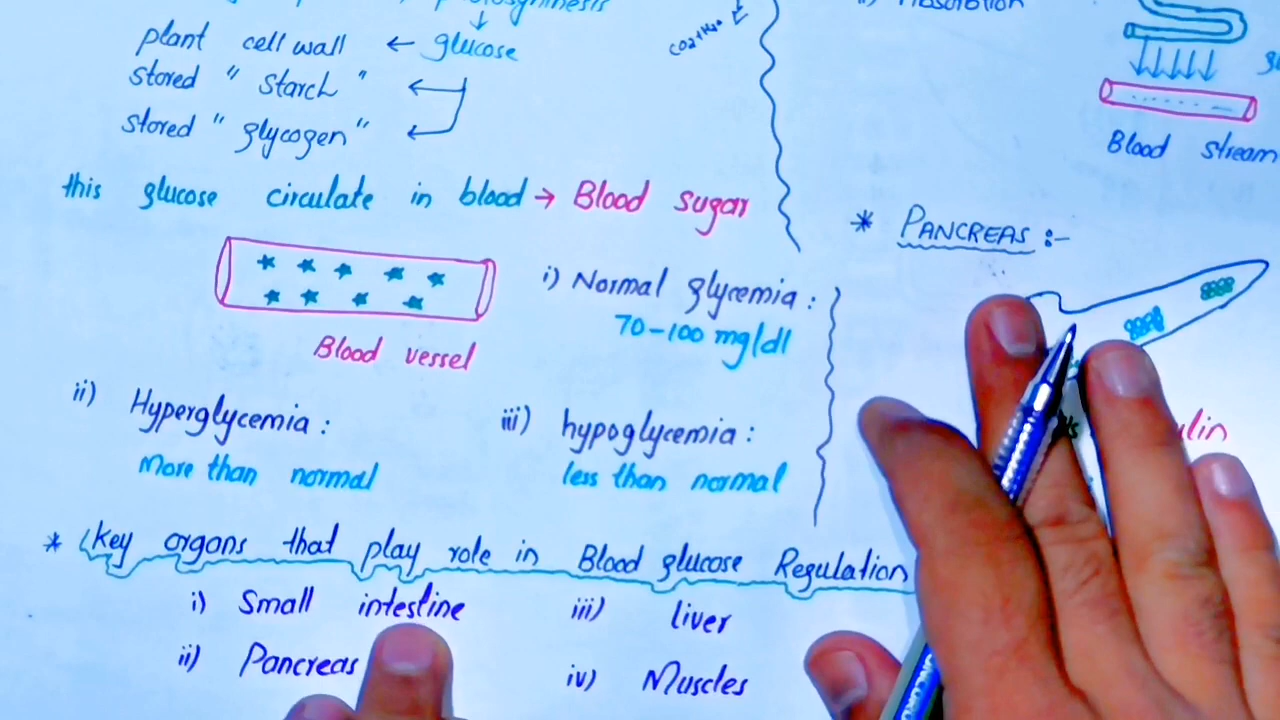 plant cell wall ← glucose
stored " starch "
stored " glycogen "
this glucose circulate in blood → Blood sugar
Blood vessel
i) Normal glycemia :
70-100 mg/dl
ii) Hyperglycemia :
More than normal
iii) hypoglycemia :
less than normal
* Key organs that play role in Blood glucose Regulation
i) Small intestine
ii) Pancreas
iii) liver
iv) Muscles
CO2+H2O
Blood stream
* PANCREAS :-